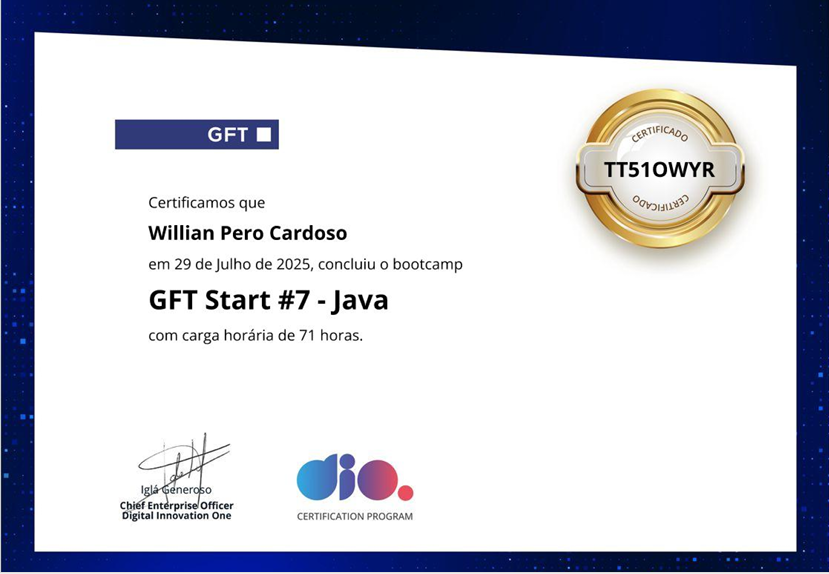 GFT
CERTIFICADO
TT51OWYR
CERTIFICADO
Certificamos que
Willian Pero Cardoso
em 29 de Julho de 2025, concluiu o bootcamp
GFT Start #7 - Java
com carga horária de 71 horas.
Iglá Generoso
Chief Enterprise Officer
Digital Innovation One
dio.
CERTIFICATION PROGRAM